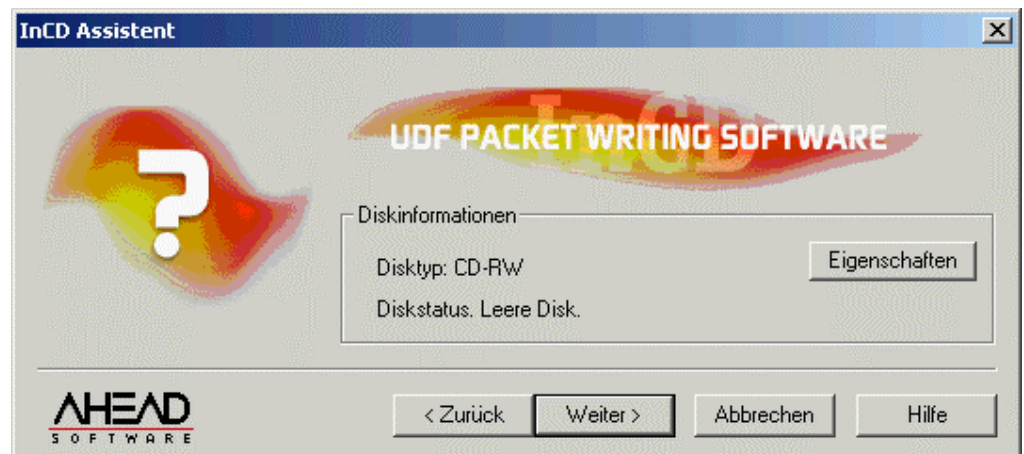 InCD Assistent
?
InCD
UDF PACKET WRITING SOFTWARE
Diskinformationen
Disktyp: CD-RW
Eigenschaften
Diskstatus. Leere Disk.
AHEAD
SOFTWARE
< Zurück
Weiter >
Abbrechen
Hilfe